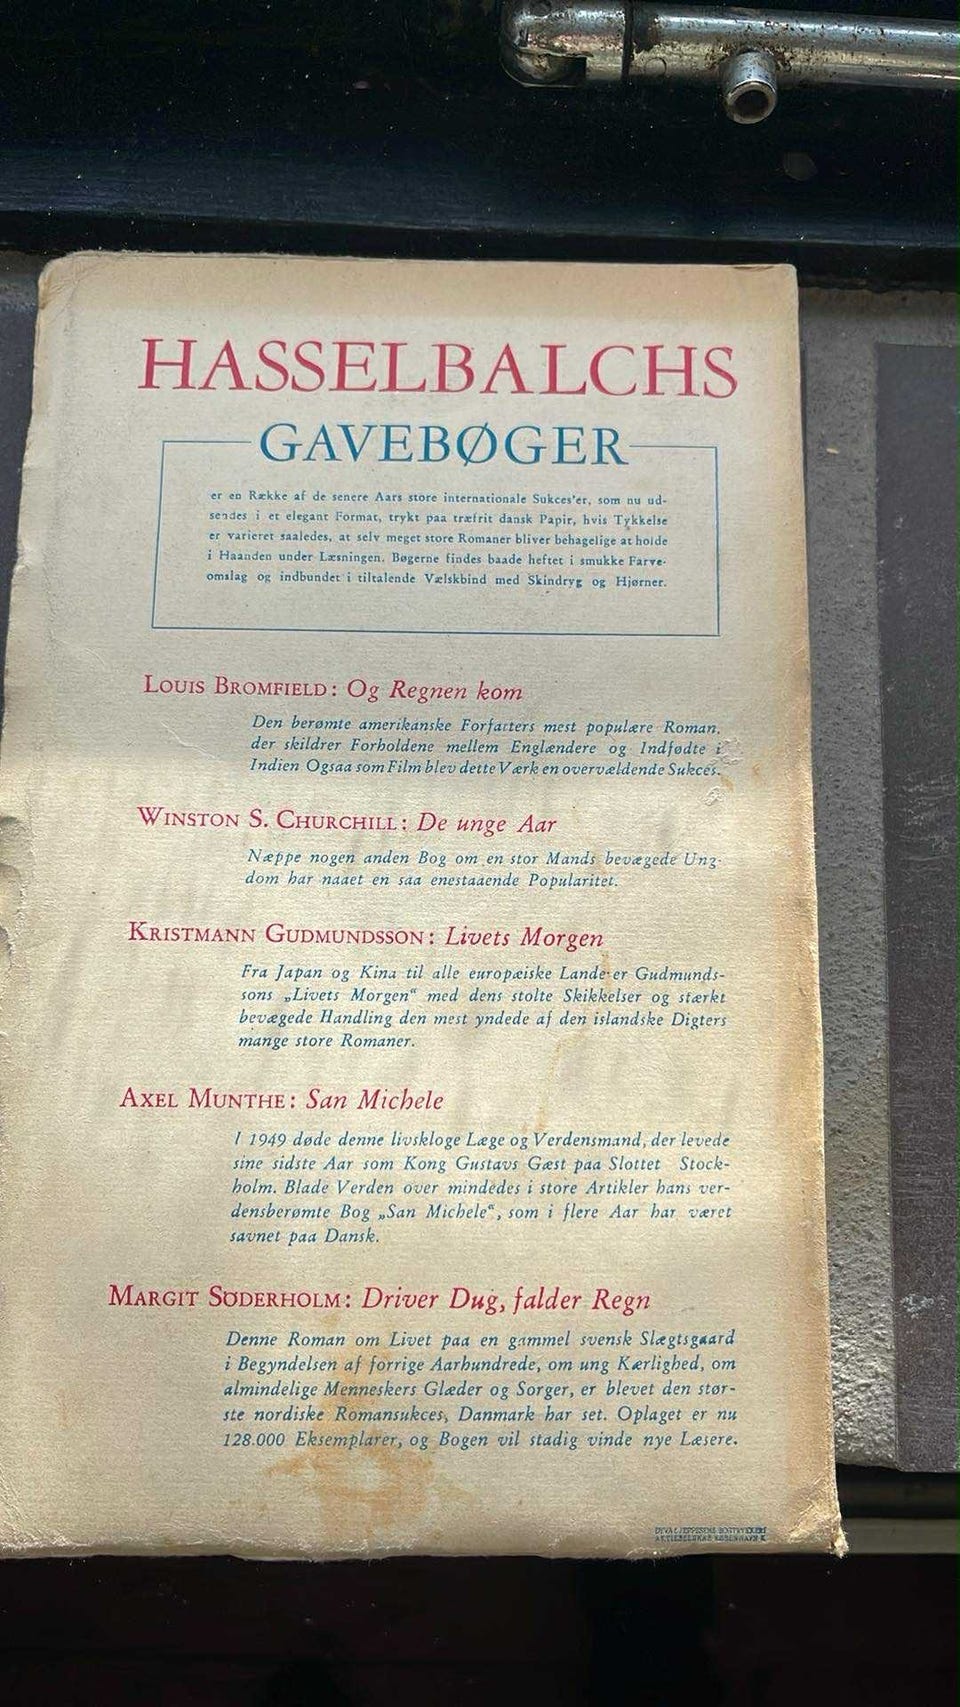 HASSELBALCHS
GAVEBØGER
er en Række af de senere Aars store internationale Sukces'er, som nu ud-
sendes i et elegant Format, trykt paa træfrit dansk Papir, hvis Tykkelse
er varieret saaledes, at selv meget store Romaner bliver behagelige at holde
i Haanden under Læsningen. Bøgerne findes baade heftet i smukke Farve-
omslag og indbundet i tiltalende Vælskbind med Skindryg og Hjørner.
LOUIS BROMFIELD: Og Regnen kom
Den berømte amerikanske Forfatters mest populære Roman,
der skildrer Forholdene mellem Englændere og Indfødte i
Indien Ogsaa som Film blev dette Værk en overvældende Sukces.
WINSTON S. CHURCHILL: De unge Aar
Næppe nogen anden Bog om en stor Mands bevægede Ung-
dom har naaet en saa enestaaende Popularitet.
KRISTMANN GUDMUNDSSON: Livets Morgen
Fra Japan og Kina til alle europæiske Lande er Gudmunds-
sons „Livets Morgen“ med dens stolte Skikkelser og stærkt
bevægede Handling den mest yndede af den islandske Digters
mange store Romaner.
AXEL MUNTHE: San Michele
I 1949 døde denne livskloge Læge og Verdensmand, der levede
sine sidste Aar som Kong Gustavs Gæst paa Slottet Stock-
holm. Blade Verden over mindedes i store Artikler hans ver-
densberømte Bog „San Michele“, som i flere Aar har været
savnet paa Dansk.
MARGIT SÖDERHOLM: Driver Dug, falder Regn
Denne Roman om Livet paa en gammel svensk Slægtsgaard
i Begyndelsen af forrige Aarhundrede, om ung Kærlighed, om
almindelige Menneskers Glæder og Sorger, er blevet den stør-
ste nordiske Romansukces, Danmark har set. Oplaget er nu
128.000 Eksemplarer, og Bogen vil stadig vinde nye Læsere.
JEPPESENS BOGTRYKKERI
AKTIESELSKAB KØBENHAVN K